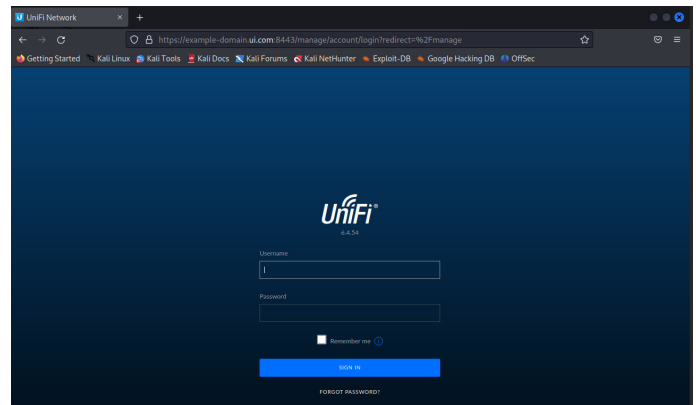 UniFi Network × +
https://example-domain.ui.com:8443/manage/account/login?redirect=%2Fmanage
Getting Started Kali Linux Kali Tools Kali Docs Kali Forums Kali NetHunter Exploit-DB Google Hacking DB OffSec
UniFi®
6.4.54
Username
Password
Remember me
SIGN IN
FORGOT PASSWORD?